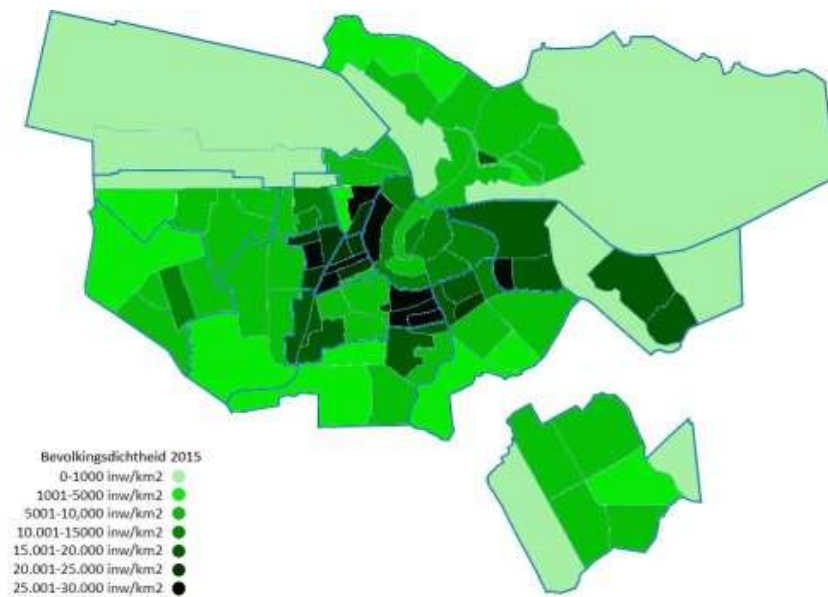 Bevolkingsdichtheid 2015
0-1000 inw/km2
1001-5000 inw/km2
5001-10,000 inw/km2
10.001-15000 inw/km2
15.001-20.000 inw/km2
20.001-25.000 inw/km2
25.001-30.000 inw/km2